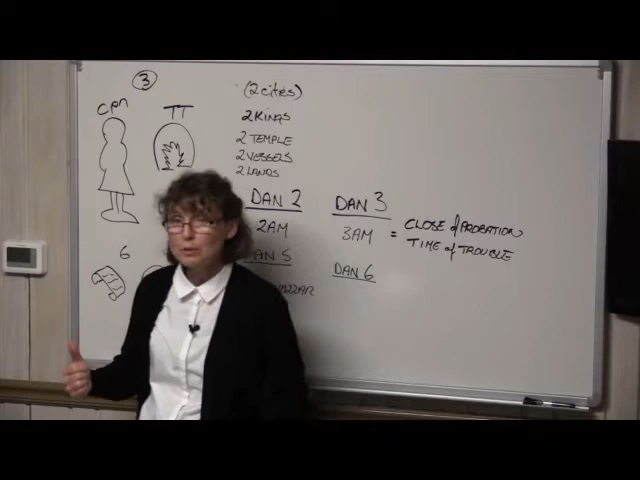 3
CPN
TT
6
(2 cities)
2 KINGS
2 TEMPLE
2 VESSELS
2 LANDS
DAN 2
2AM
DAN 3
3AM = CLOSE of PROBATION
TIME of TROUBLE
DAN 6